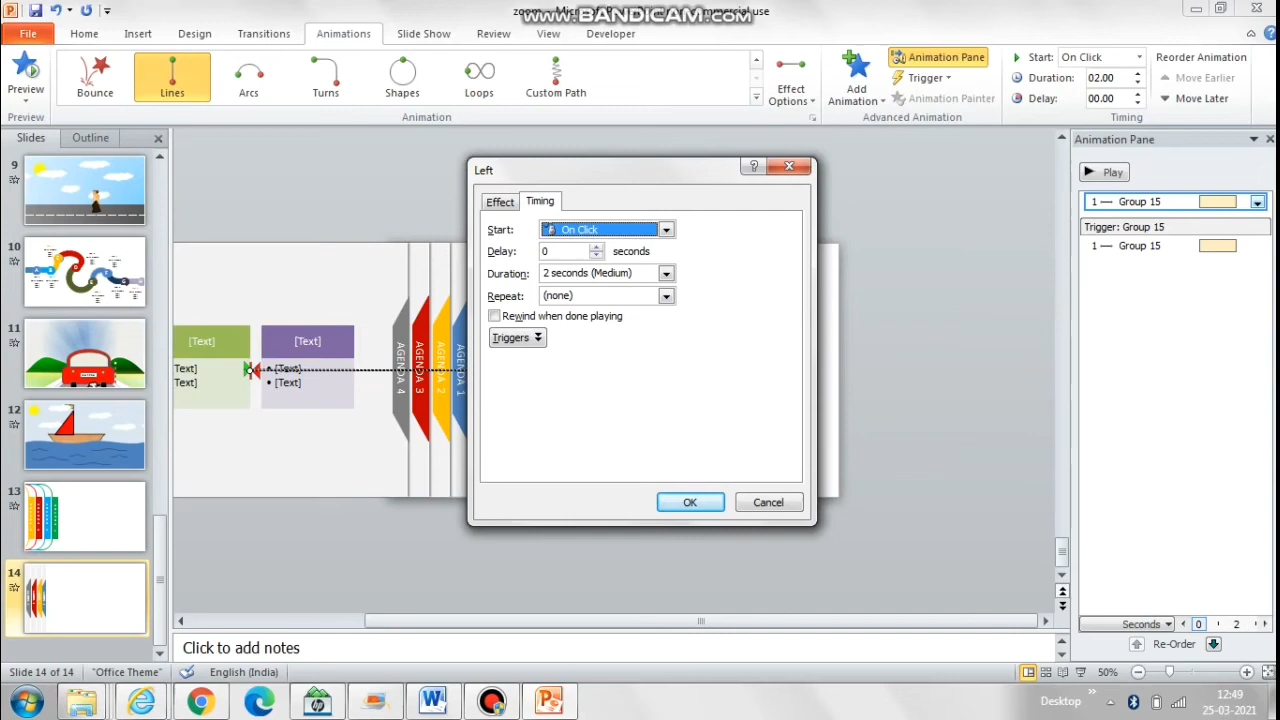 zoom - Microsoft PowerPoint
www.BANDICAM.com
commercial use
File Home Insert Design Transitions Animations Slide Show Review View Developer
Preview
Bounce Lines Arcs Turns Shapes Loops Custom Path
Effect Options
Add Animation
Animation Pane
Trigger
Animation Painter
Start: On Click
Duration: 02.00
Delay: 00.00
Reorder Animation
Move Earlier
Move Later
Preview Animation Advanced Animation Timing
Slides Outline
9
10
11
12
13
14
[Text]
[Text]
Text]
Text]
• [Text]
• [Text]
AGENDA 4
AGENDA 3
AGENDA 2
AGENDA 1
Left
Effect Timing
Start: On Click
Delay: 0 seconds
Duration: 2 seconds (Medium)
Repeat: (none)
Rewind when done playing
Triggers
OK Cancel
Animation Pane
Play
1 Group 15
Trigger: Group 15
1 Group 15
Seconds 0 2
Re-Order
Click to add notes
Slide 14 of 14 "Office Theme" English (India) 50%
Desktop
12:49
25-03-2021